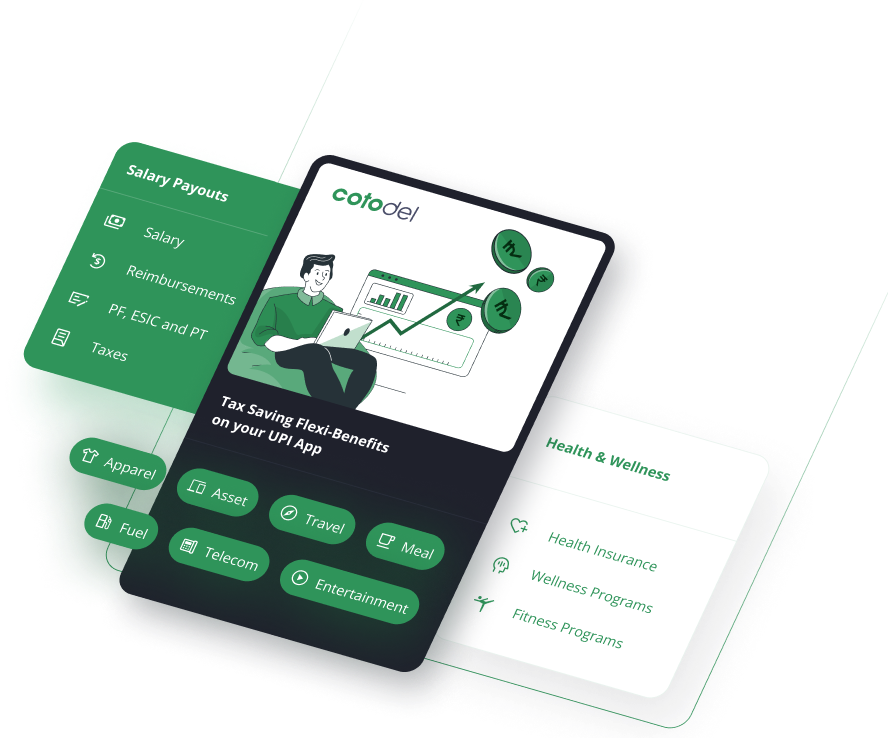 Salary Payouts
Salary
Reimbursements
PF, ESIC and PT
Taxes
cotodel
₹
₹
₹
₹
Tax Saving Flexi-Benefits
on your UPI App
Apparel
Asset
Travel
Meal
Fuel
Telecom
Entertainment
Health & Wellness
Health Insurance
Wellness Programs
Fitness Programs